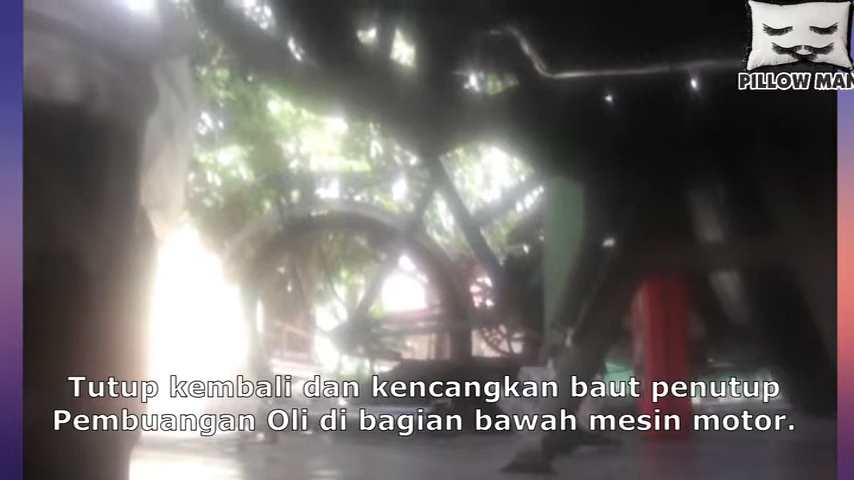 PILLOW MAN
Tutup kembali dan kencangkan baut penutup
Pembuangan Oli di bagian bawah mesin motor.